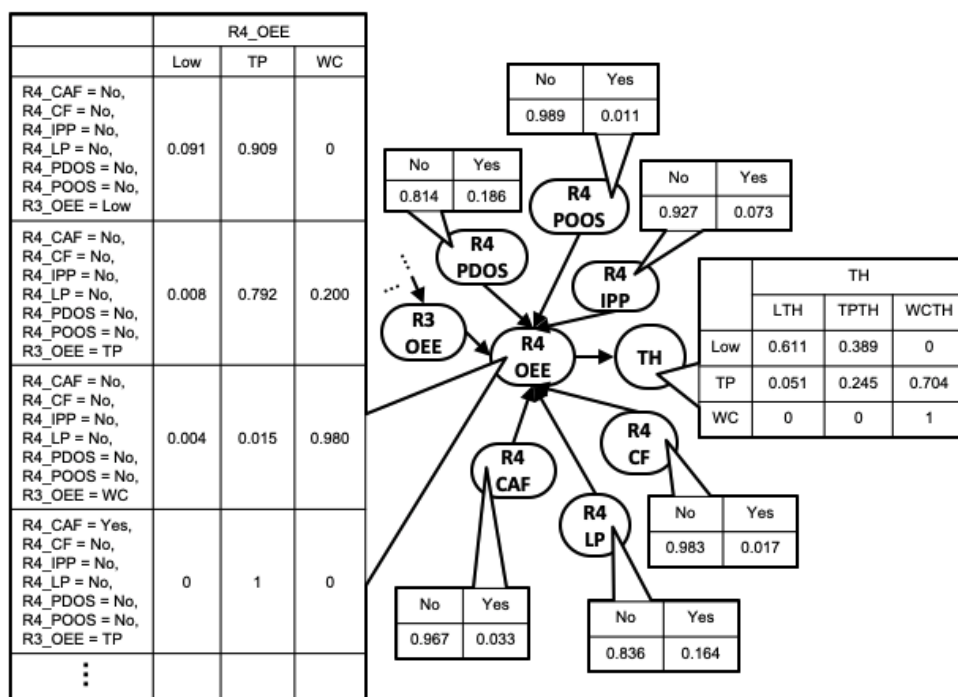 R4_OEE
Low TP WC
R4_CAF = No,
R4_CF = No,
R4_IPP = No,
R4_LP = No,
R4_PDOS = No,
R4_POOS = No,
R3_OEE = Low
0.091 0.909 0
R4_CAF = No,
R4_CF = No,
R4_IPP = No,
R4_LP = No,
R4_PDOS = No,
R4_POOS = No,
R3_OEE = TP
0.008 0.792 0.200
R4_CAF = No,
R4_CF = No,
R4_IPP = No,
R4_LP = No,
R4_PDOS = No,
R4_POOS = No,
R3_OEE = WC
0.004 0.015 0.980
R4_CAF = Yes,
R4_CF = No,
R4_IPP = No,
R4_LP = No,
R4_PDOS = No,
R4_POOS = No,
R3_OEE = TP
0 1 0
No Yes
0.989 0.011
No Yes
0.814 0.186
No Yes
0.927 0.073
R4
POOS
R4
PDOS
R4
IPP
R3
OEE
R4
OEE
TH
TH
LTH TPTH WCTH
Low 0.611 0.389 0
TP 0.051 0.245 0.704
WC 0 0 1
R4
CF
R4
CAF
R4
LP
No Yes
0.983 0.017
No Yes
0.967 0.033
No Yes
0.836 0.164